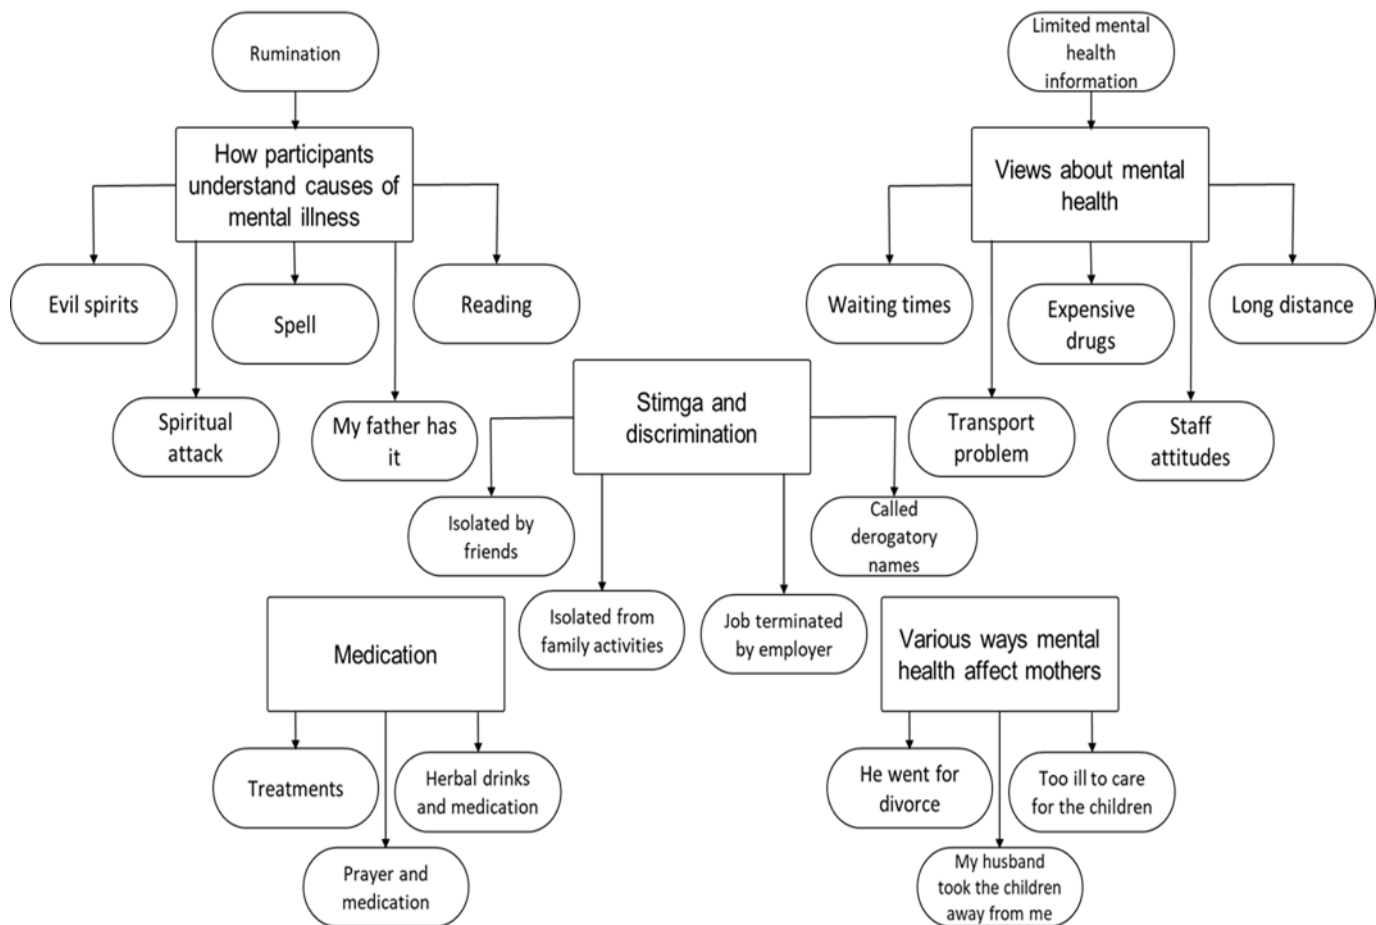 Rumination
Limited mental
health
information
How participants
understand causes of
mental illness
Views about mental
health
Evil spirits
Spell
Reading
Waiting times
Expensive
drugs
Long distance
Spiritual
attack
My father has
it
Stimga and
discrimination
Transport
problem
Staff
attitudes
Isolated by
friends
Called
derogatory
names
Isolated from
family activities
Job terminated
by employer
Medication
Various ways mental
health affect mothers
Treatments
Herbal drinks
and medication
He went for
divorce
Too ill to care
for the children
Prayer and
medication
My husband
took the children
away from me